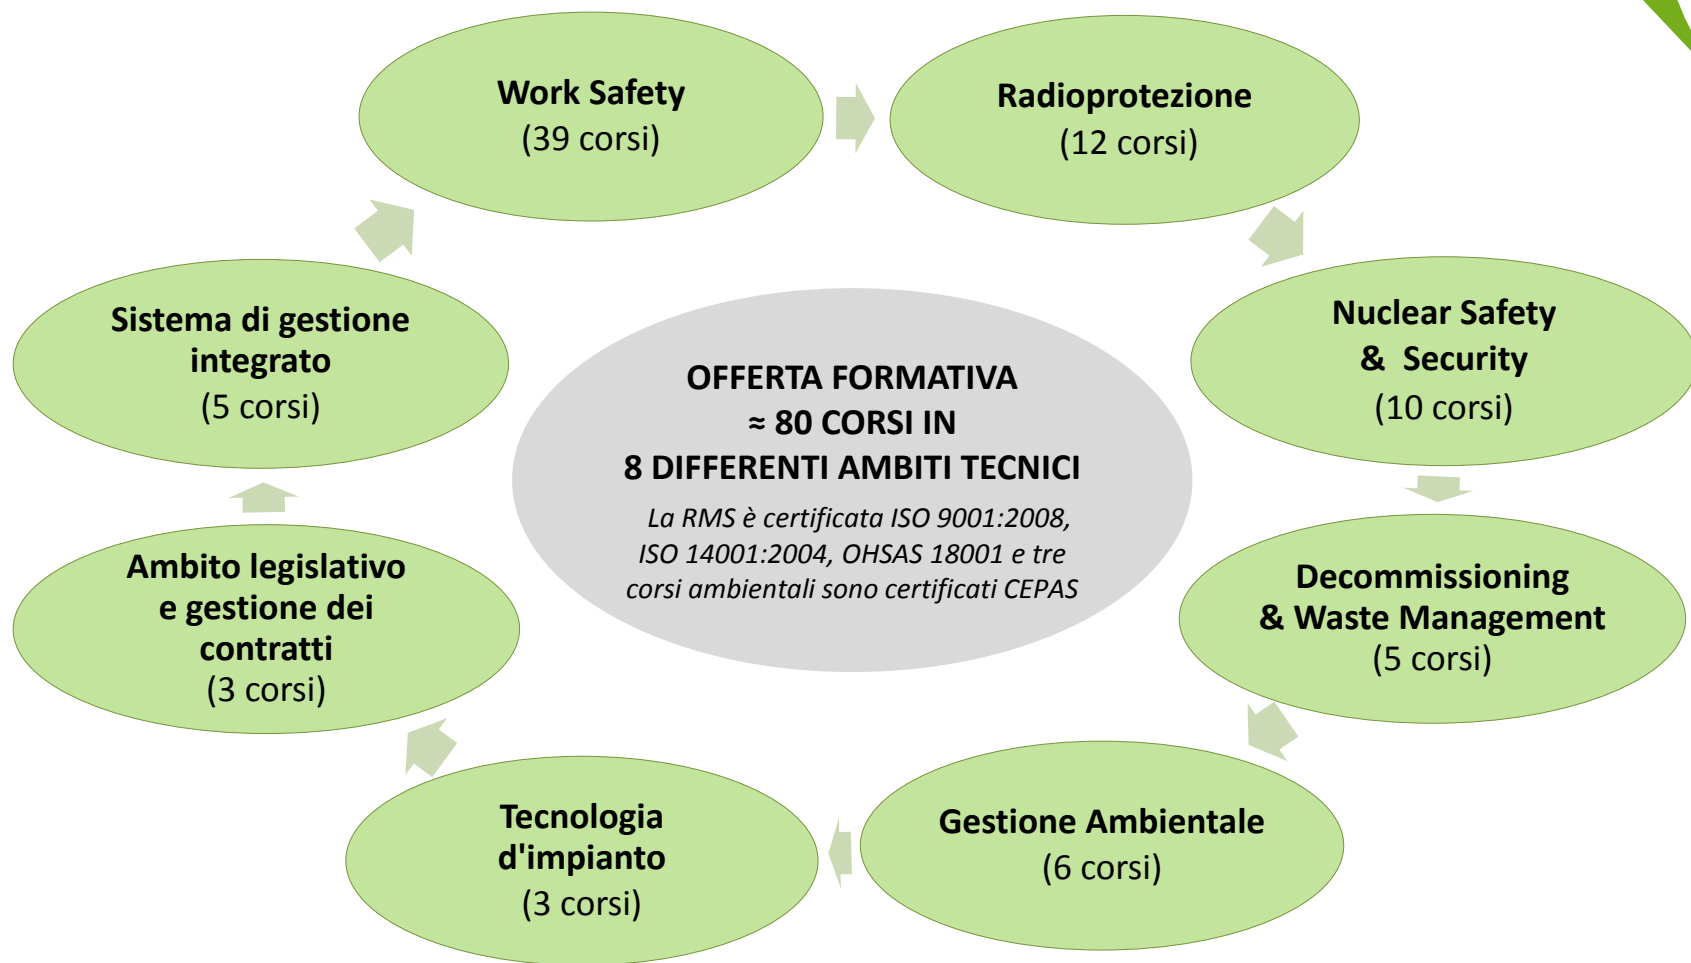 Work Safety
(39 corsi)
Radioprotezione
(12 corsi)
Nuclear Safety
& Security
(10 corsi)
Decommissioning
& Waste Management
(5 corsi)
Gestione Ambientale
(6 corsi)
Tecnologia
d'impianto
(3 corsi)
Ambito legislativo
e gestione dei
contratti
(3 corsi)
Sistema di gestione
integrato
(5 corsi)
OFFERTA FORMATIVA
≈ 80 CORSI IN
8 DIFFERENTI AMBITI TECNICI
La RMS è certificata ISO 9001:2008,
ISO 14001:2004, OHSAS 18001 e tre
corsi ambientali sono certificati CEPAS